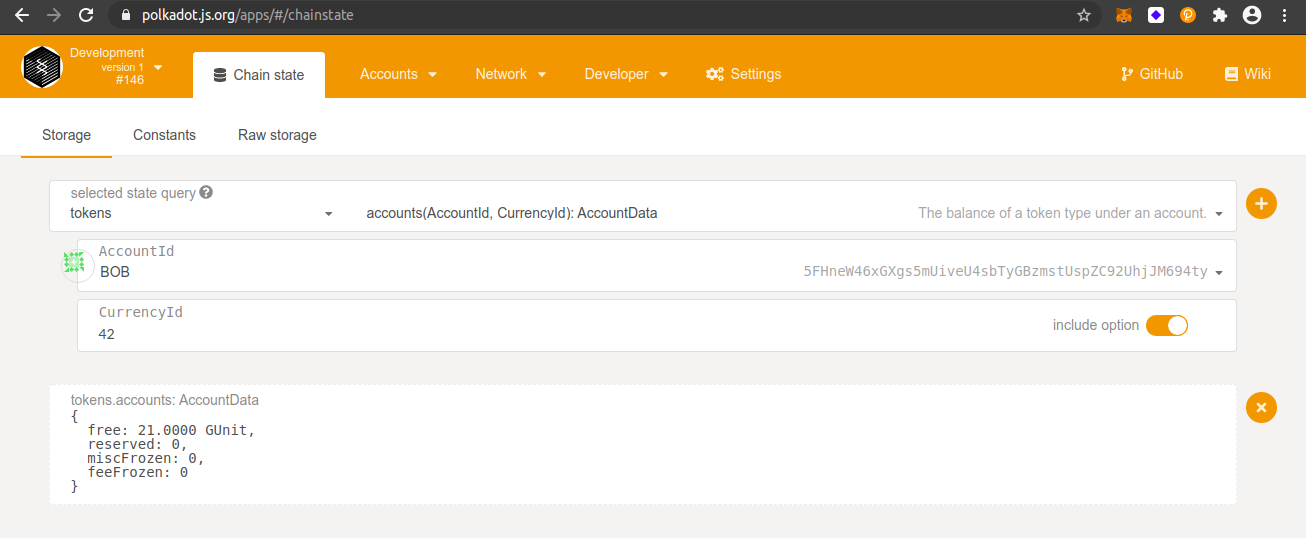 polkadot.js.org/apps/#/chainstate
Development
version 1
#146
Chain state
Accounts
Network
Developer
Settings
GitHub
Wiki
Storage
Constants
Raw storage
selected state query
tokens
accounts(AccountId, CurrencyId): AccountData
The balance of a token type under an account.
AccountId
BOB
5FHneW46xGXgs5mUiveU4sbTyGBzmstUspZC92UhjJM694ty
CurrencyId
42
include option
tokens.accounts: AccountData
{
free: 21.0000 GUnit,
reserved: 0,
miscFrozen: 0,
feeFrozen: 0
}